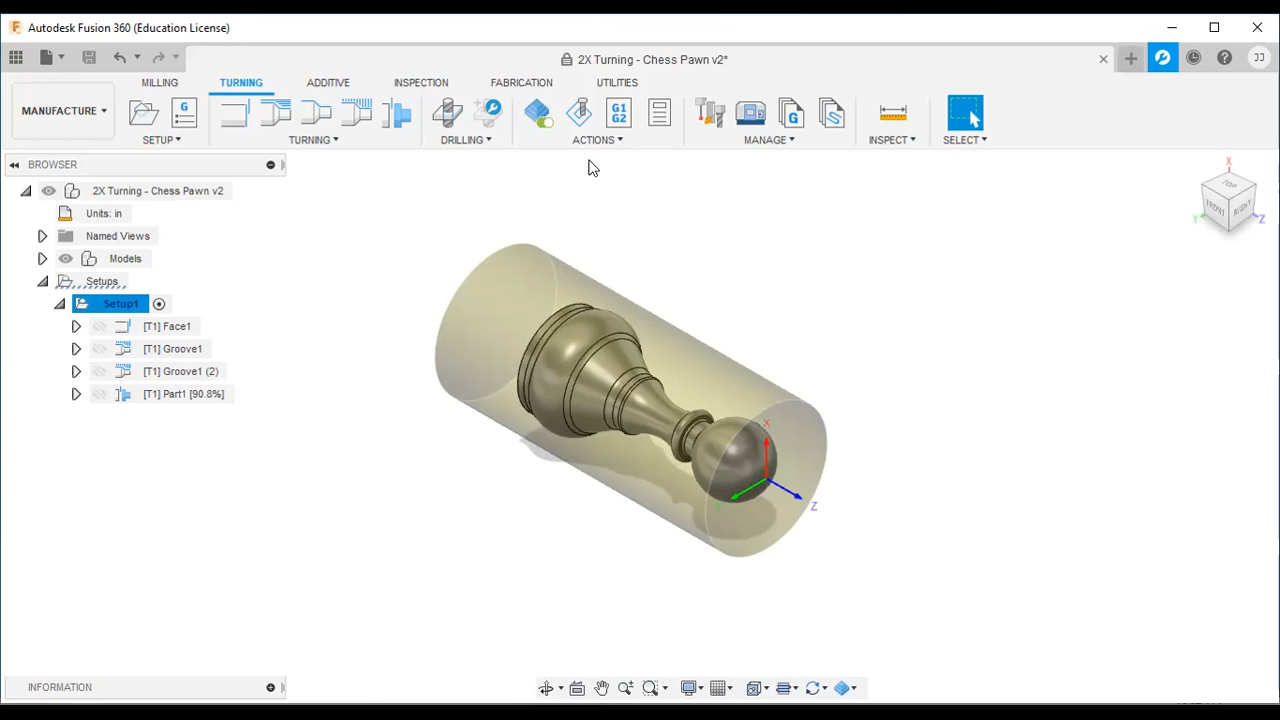 Autodesk Fusion 360 (Education License)
2X Turning - Chess Pawn v2*
JJ
MILLING
TURNING
ADDITIVE
INSPECTION
FABRICATION
UTILITIES
MANUFACTURE
G
G1
G2
G
SETUP
TURNING
DRILLING
ACTIONS
MANAGE
INSPECT
SELECT
BROWSER
2X Turning - Chess Pawn v2
Units: in
Named Views
Models
Setups
Setup1
[T1] Face1
[T1] Groove1
[T1] Groove1 (2)
[T1] Part1 [90.8%]
X
TOP
FRONT
RIGHT
Y
Z
X
Z
INFORMATION